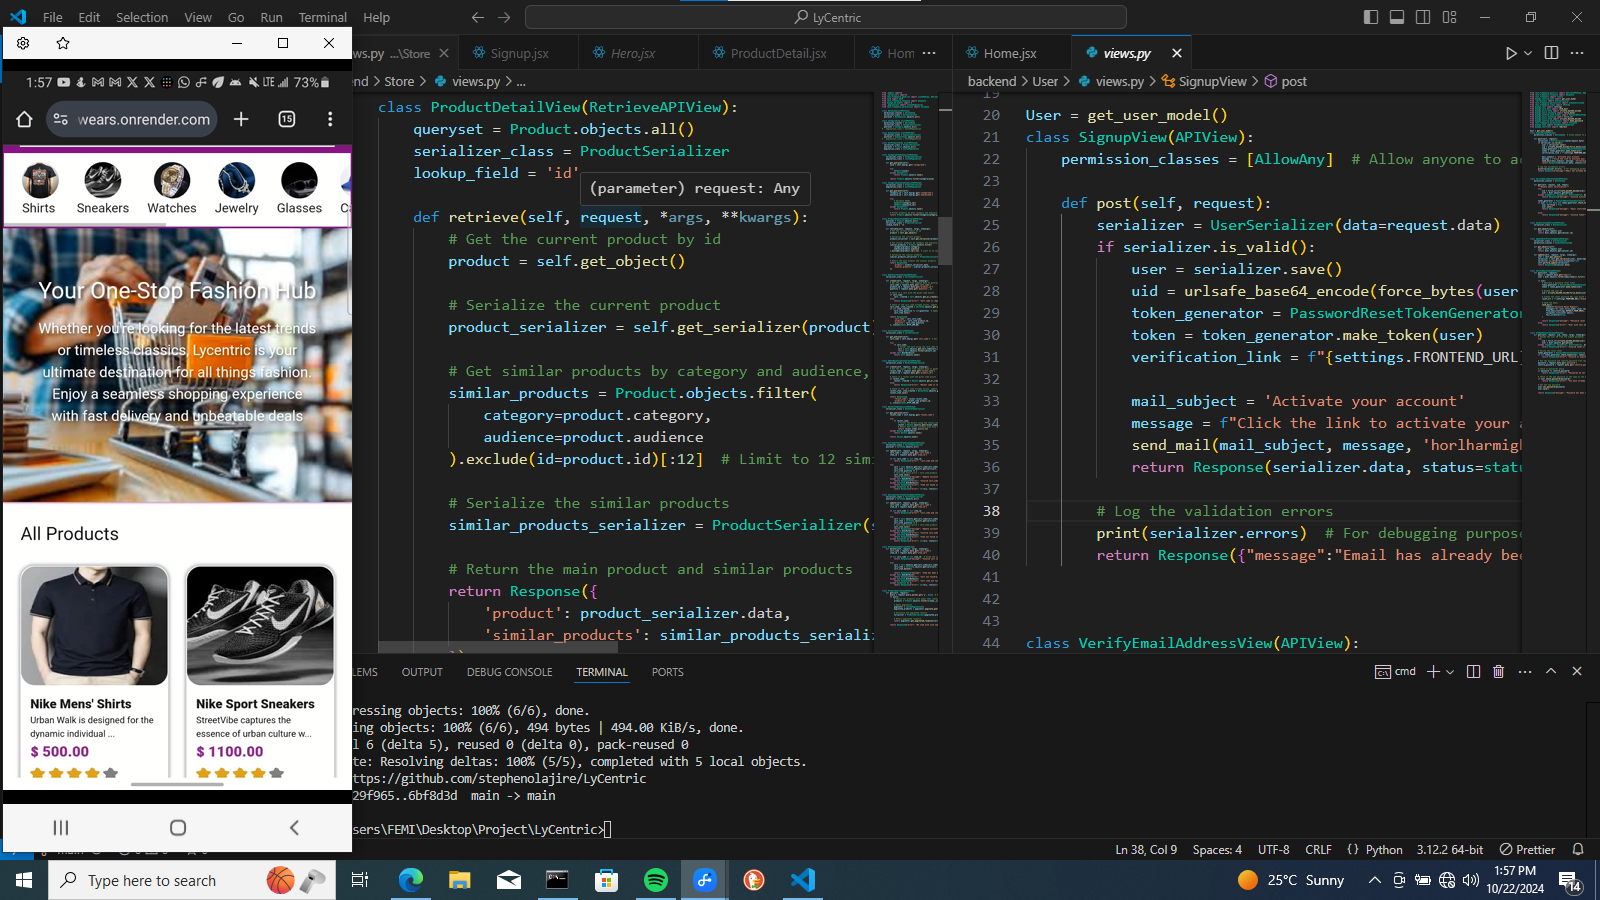 File Edit Selection View Go Run Terminal Help
LyCentric
views.py ...\Store
Signup.jsx
Hero.jsx
ProductDetail.jsx
Hom
Home.jsx
views.py
Store > views.py > ...
backend > User > views.py > SignupView > post
class ProductDetailView(RetrieveAPIView):
queryset = Product.objects.all()
serializer_class = ProductSerializer
lookup_field = 'id'
(parameter) request: Any
def retrieve(self, request, *args, **kwargs):
# Get the current product by id
product = self.get_object()
# Serialize the current product
product_serializer = self.get_serializer(product)
# Get similar products by category and audience,
similar_products = Product.objects.filter(
category=product.category,
audience=product.audience
).exclude(id=product.id)[:12]  # Limit to 12 simi
# Serialize the similar products
similar_products_serializer = ProductSerializer(s
# Return the main product and similar products
return Response({
'product': product_serializer.data,
'similar_products': similar_products_seriali
19
20 User = get_user_model()
21 class SignupView(APIView):
22 permission_classes = [AllowAny]  # Allow anyone to ac
23
24 def post(self, request):
25 serializer = UserSerializer(data=request.data)
26 if serializer.is_valid():
27 user = serializer.save()
28 uid = urlsafe_base64_encode(force_bytes(user
29 token_generator = PasswordResetTokenGenerator
30 token = token_generator.make_token(user)
31 verification_link = f"{settings.FRONTEND_URL}
32
33 mail_subject = 'Activate your account'
34 message = f"Click the link to activate your a
35 send_mail(mail_subject, message, 'horlharmigh
36 return Response(serializer.data, status=statu
37
38 # Log the validation errors
39 print(serializer.errors)  # For debugging purpose
40 return Response({"message":"Email has already bee
41
42
43
44 class VerifyEmailAddressView(APIView):
1:57
LTE 73%
wears.onrender.com
15
Shirts
Sneakers
Watches
Jewelry
Glasses
Your One-Stop Fashion Hub
Whether you're looking for the latest trends
or timeless classics, Lycentric is your
ultimate destination for all things fashion.
Enjoy a seamless shopping experience
with fast delivery and unbeatable deals
All Products
Nike Mens' Shirts
Urban Walk is designed for the
dynamic individual ...
$ 500.00
Nike Sport Sneakers
StreetVibe captures the
essence of urban culture w...
$ 1100.00
LEMS OUTPUT DEBUG CONSOLE TERMINAL PORTS
cmd
ressing objects: 100% (6/6), done.
ing objects: 100% (6/6), 494 bytes | 494.00 KiB/s, done.
l 6 (delta 5), reused 0 (delta 0), pack-reused 0
te: Resolving deltas: 100% (5/5), completed with 5 local objects.
ttps://github.com/stephenolajire/LyCentric
29f965..6bf8d3d  main -> main
sers\FEMI\Desktop\Project\LyCentric>
Ln 38, Col 9 Spaces: 4 UTF-8 CRLF {} Python 3.12.2 64-bit Prettier
Type here to search
25°C Sunny
1:57 PM
10/22/2024
14